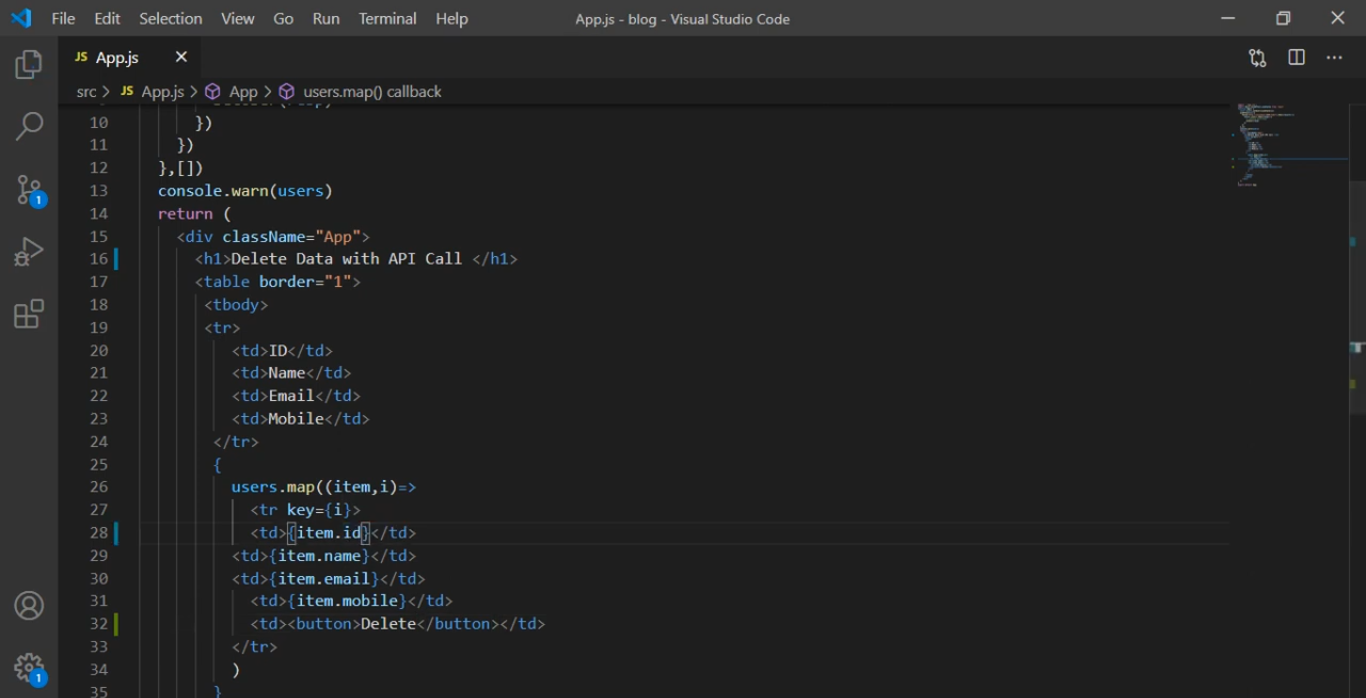 File Edit Selection View Go Run Terminal Help App.js - blog - Visual Studio Code
JS App.js
src > JS App.js > App > users.map() callback
10 })
11 })
12 },[])
13 console.warn(users)
14 return (
15 <div className="App">
16 <h1>Delete Data with API Call </h1>
17 <table border="1">
18 <tbody>
19 <tr>
20 <td>ID</td>
21 <td>Name</td>
22 <td>Email</td>
23 <td>Mobile</td>
24 </tr>
25 {
26 users.map((item,i)=>
27 <tr key={i}>
28 <td>{item.id}</td>
29 <td>{item.name}</td>
30 <td>{item.email}</td>
31 <td>{item.mobile}</td>
32 <td><button>Delete</button></td>
33 </tr>
34 )
35 }
1
1